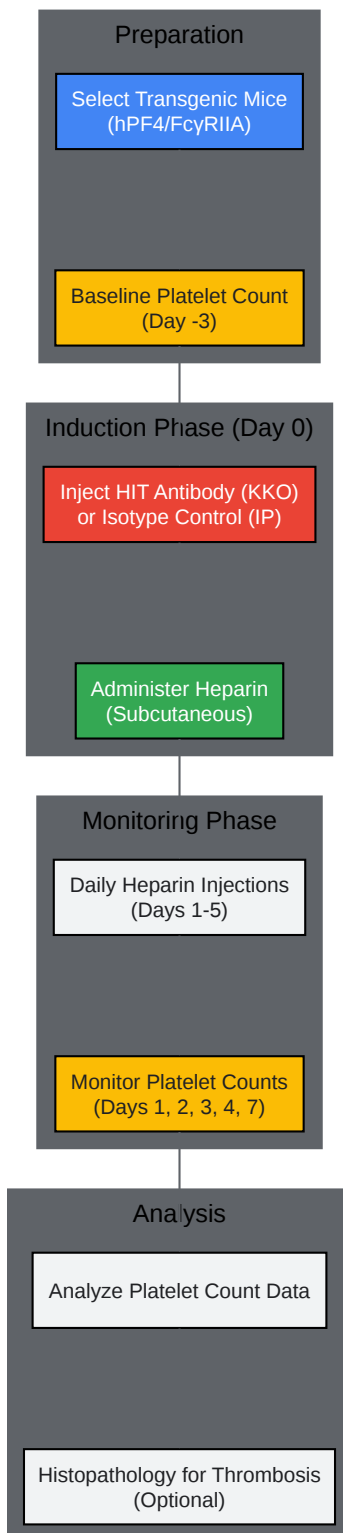 Preparation
Select Transgenic Mice
(hPF4/FcγRIIA)
Baseline Platelet Count
(Day -3)
Induction Phase (Day 0)
Inject HIT Antibody (KKO)
or Isotype Control (IP)
Administer Heparin
(Subcutaneous)
Monitoring Phase
Daily Heparin Injections
(Days 1-5)
Monitor Platelet Counts
(Days 1, 2, 3, 4, 7)
Analysis
Analyze Platelet Count Data
Histopathology for Thrombosis
(Optional)